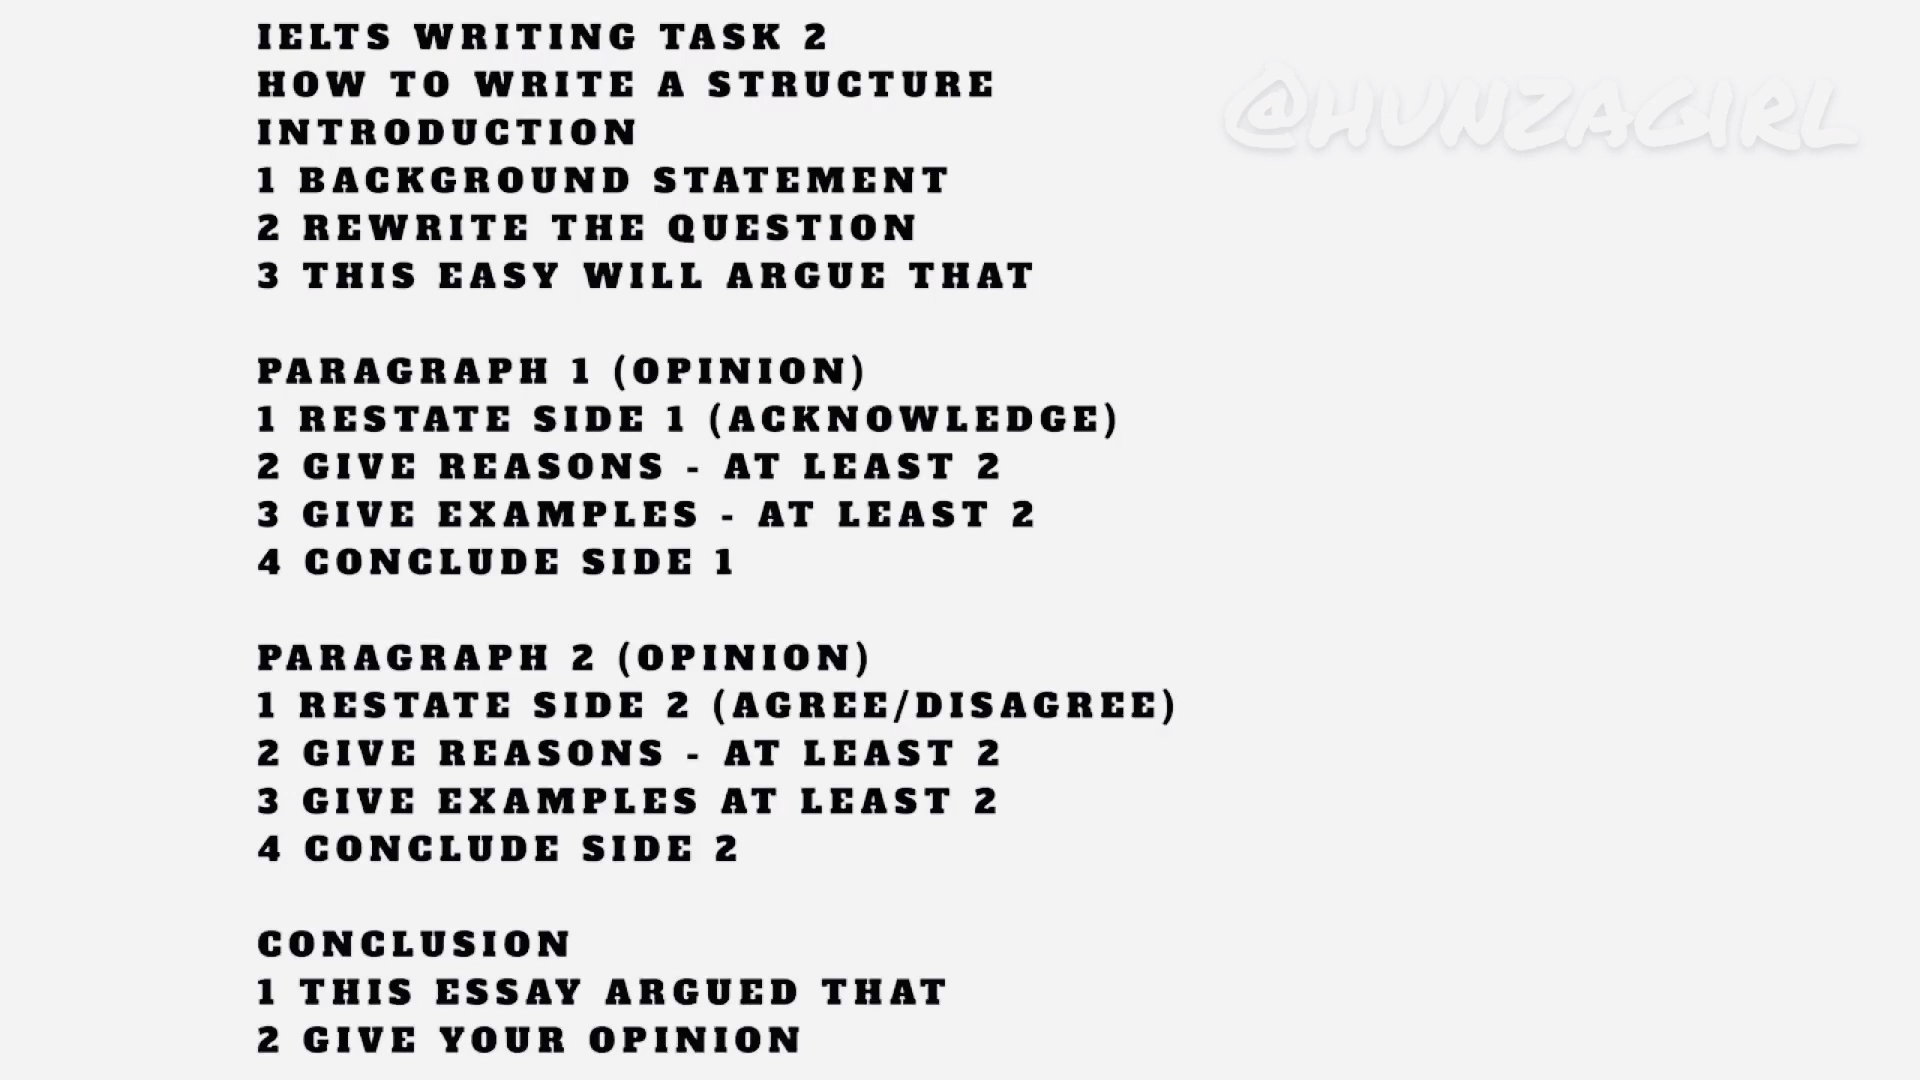 IELTS WRITING TASK 2
HOW TO WRITE A STRUCTURE
@HUNZAGIRL
INTRODUCTION
1 BACKGROUND STATEMENT
2 REWRITE THE QUESTION
3 THIS EASY WILL ARGUE THAT
PARAGRAPH 1 (OPINION)
1 RESTATE SIDE 1 (ACKNOWLEDGE)
2 GIVE REASONS - AT LEAST 2
3 GIVE EXAMPLES - AT LEAST 2
4 CONCLUDE SIDE 1
PARAGRAPH 2 (OPINION)
1 RESTATE SIDE 2 (AGREE/DISAGREE)
2 GIVE REASONS - AT LEAST 2
3 GIVE EXAMPLES AT LEAST 2
4 CONCLUDE SIDE 2
CONCLUSION
1 THIS ESSAY ARGUED THAT
2 GIVE YOUR OPINION